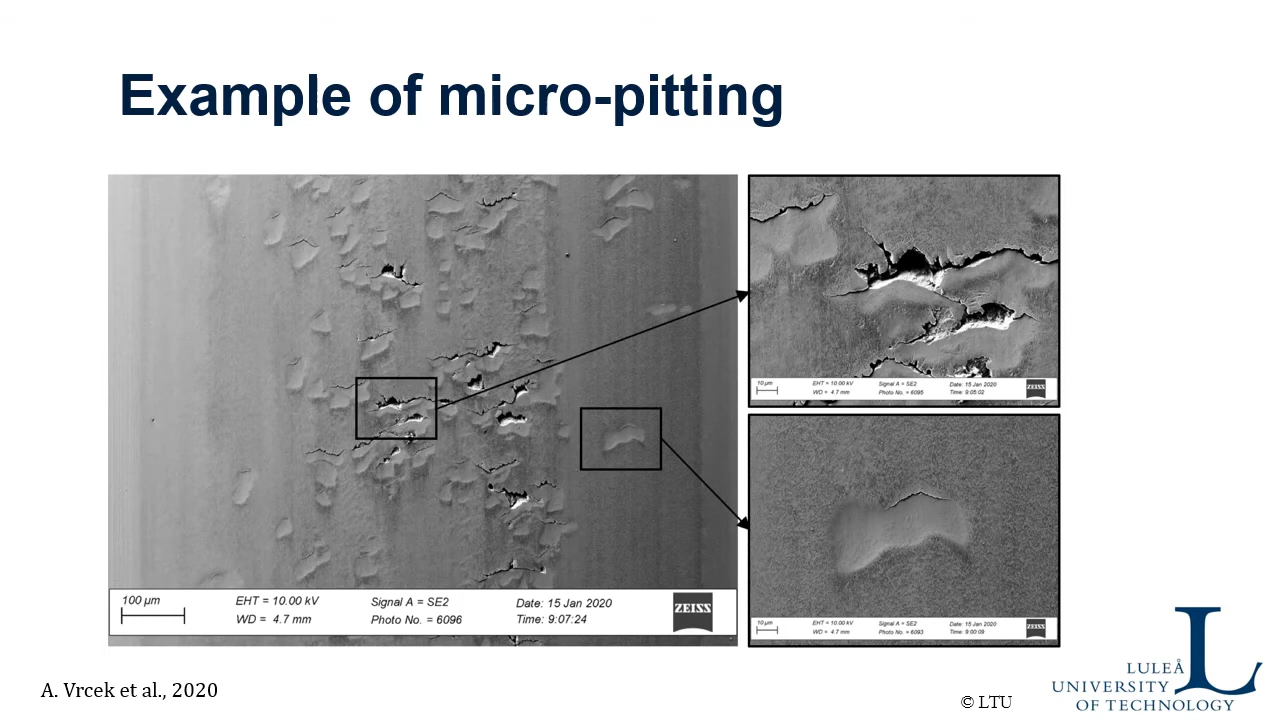 Example of micro-pitting
100 µm
EHT = 10.00 kV
WD = 4.7 mm
Signal A = SE2
Photo No. = 6096
Date: 15 Jan 2020
Time: 9:07:24
ZEISS
10 µm
EHT = 10.00 kV
WD = 4.7 mm
Signal A = SE2
Photo No. = 6095
Date: 15 Jan 2020
Time: 9:05:02
ZEISS
10 µm
EHT = 10.00 kV
WD = 4.7 mm
Signal A = SE2
Photo No. = 6093
Date: 15 Jan 2020
Time: 9:00:09
ZEISS
A. Vrcek et al., 2020
© LTU
L
LULEÅ
UNIVERSITY
OF TECHNOLOGY